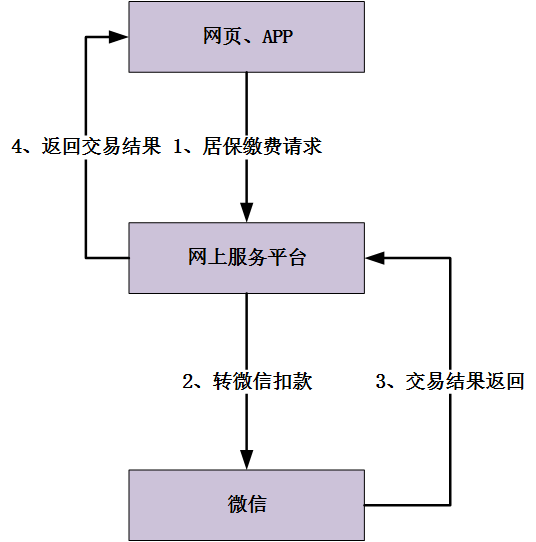 网页、APP
4、返回交易结果
1、居保缴费请求
网上服务平台
2、转微信扣款
3、交易结果返回
微信